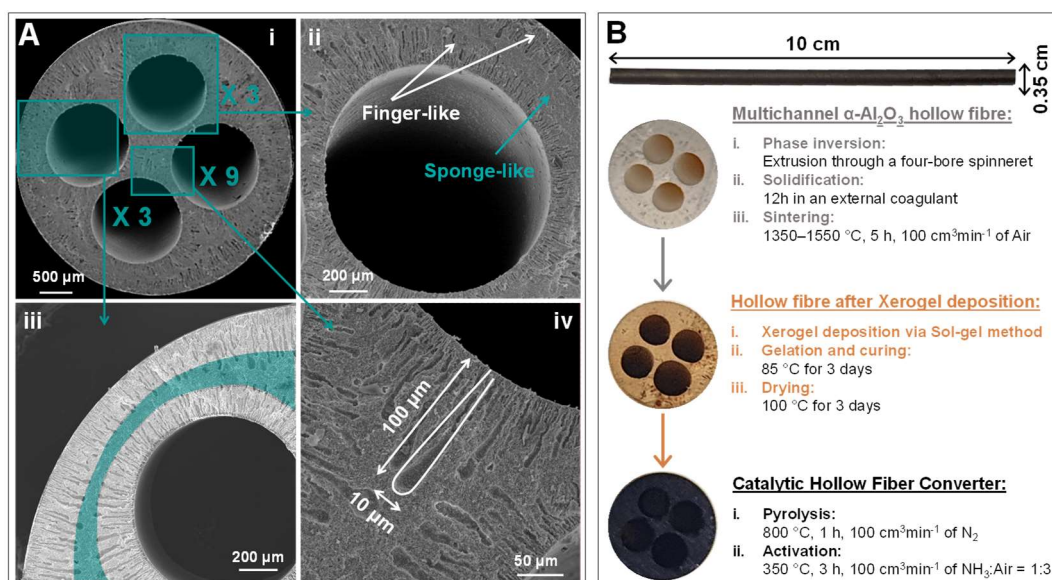 A
i
X 3
X 9
X 3
500 µm
ii
Finger-like
Sponge-like
200 µm
iii
200 µm
iv
100 µm
10 µm
50 µm
B
10 cm
0.35 cm
Multichannel α-Al₂O₃ hollow fibre:
i. Phase inversion:
Extrusion through a four-bore spinneret
ii. Solidification:
12h in an external coagulant
iii. Sintering:
1350–1550 °C, 5 h, 100 cm³min⁻¹ of Air
Hollow fibre after Xerogel deposition:
i. Xerogel deposition via Sol-gel method
ii. Gelation and curing:
85 °C for 3 days
iii. Drying:
100 °C for 3 days
Catalytic Hollow Fiber Converter:
i. Pyrolysis:
800 °C, 1 h, 100 cm³min⁻¹ of N₂
ii. Activation:
350 °C, 3 h, 100 cm³min⁻¹ of NH₃:Air = 1:3